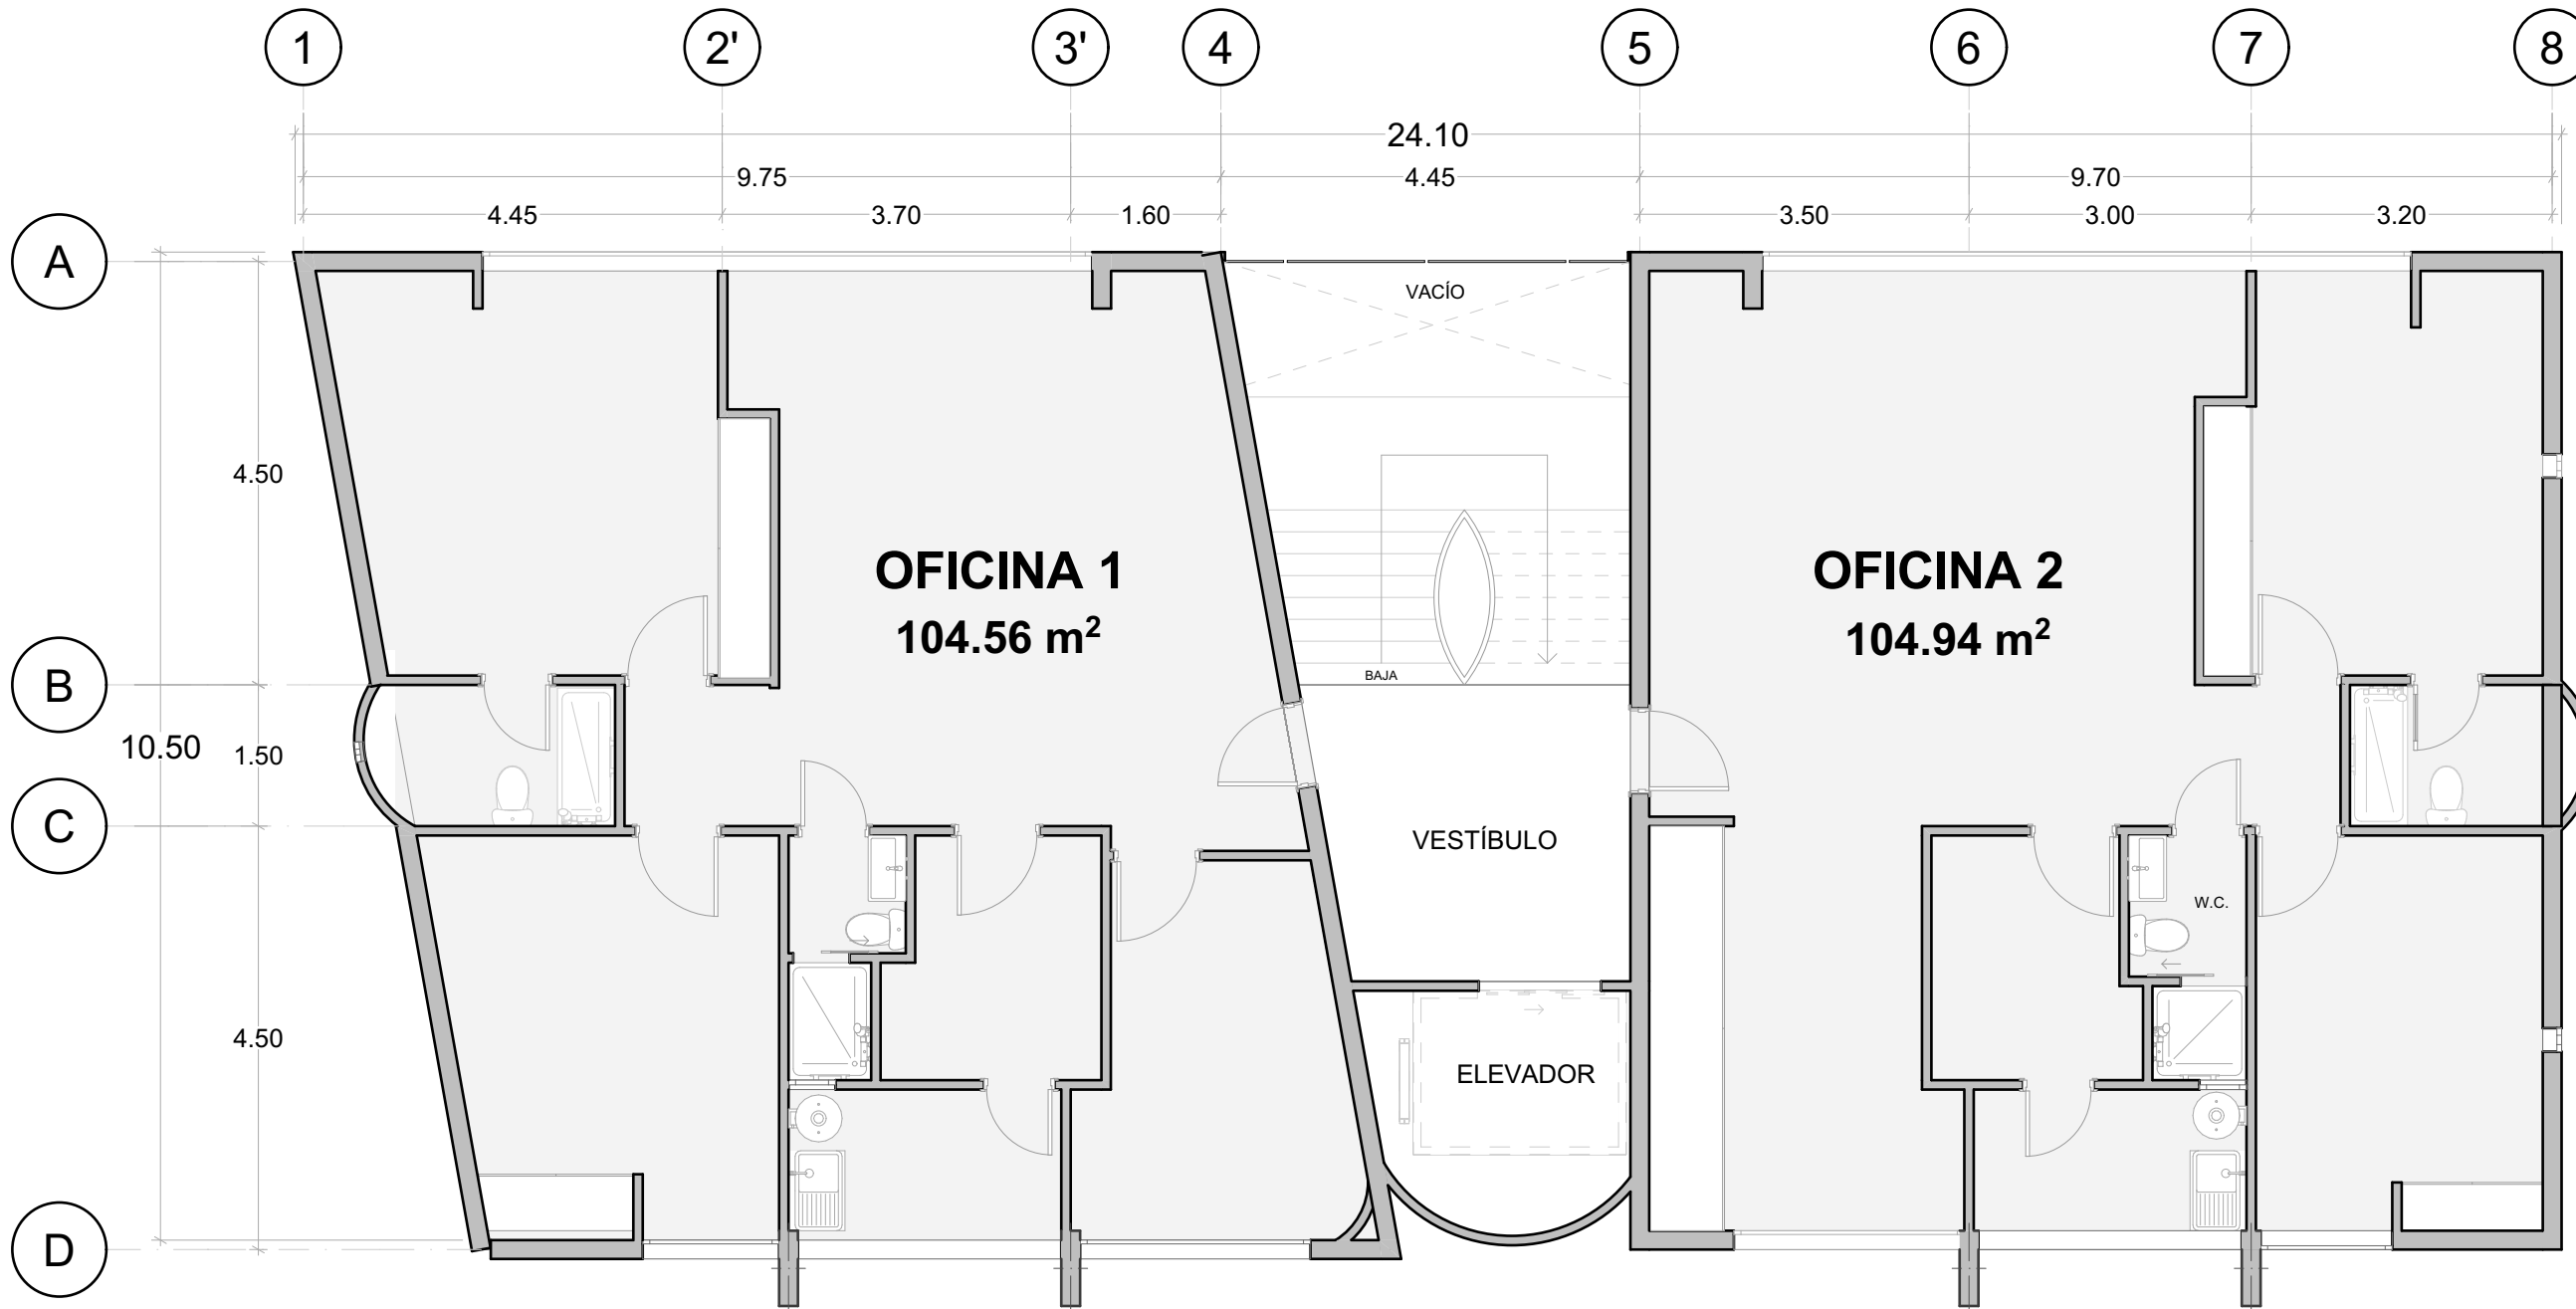 1 2' 3' 4 5 6 7 8
24.10
9.75 4.45 9.70
4.45 3.70 1.60 3.50 3.00 3.20
A
VACÍO
4.50
OFICINA 1
104.56 m²
OFICINA 2
104.94 m²
BAJA
B
10.50
1.50
C
VESTÍBULO
W.C.
4.50
ELEVADOR
D